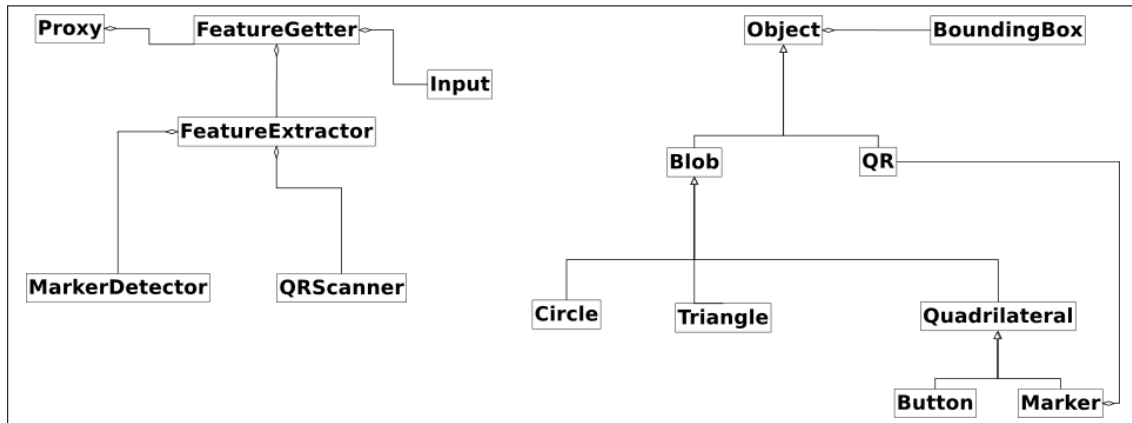 Proxy
FeatureGetter
Object
BoundingBox
Input
FeatureExtractor
Blob
QR
MarkerDetector
QRScanner
Circle
Triangle
Quadrilateral
Button
Marker